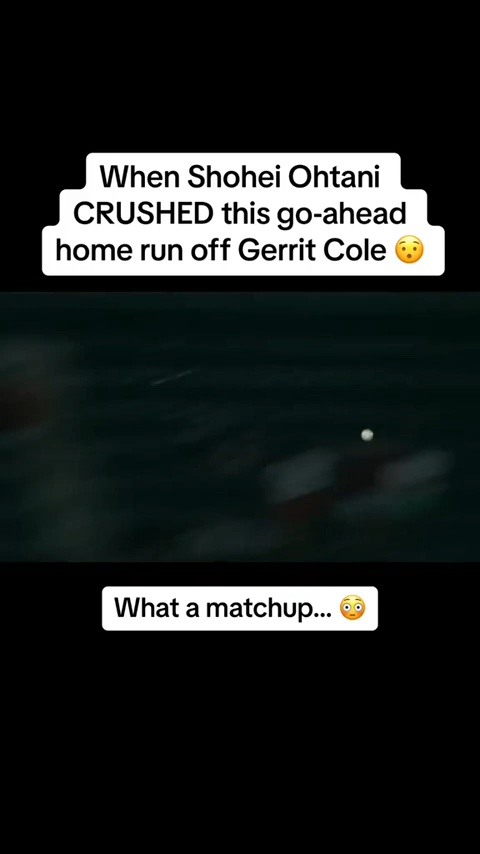 When Shohei Ohtani
CRUSHED this go-ahead
home run off Gerrit Cole 😯
What a matchup... 😳